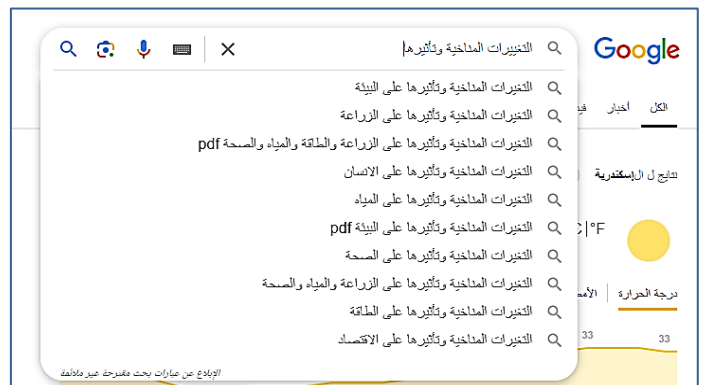 Google
التغييرات المناخية وتأثيرها
التغيرات المناخية وتأثيرها على البيئة
التغيرات المناخية وتأثيرها على الزراعة
التغيرات المناخية وتأثيرها على الزراعة والطاقة والمياه والصحة pdf
التغيرات المناخية وتأثيرها على الانسان
التغيرات المناخية وتأثيرها على المياه
التغيرات المناخية وتأثيرها على البيئة pdf
التغيرات المناخية وتأثيرها على الصحة
التغيرات المناخية وتأثيرها على الزراعة والمياه والصحة
التغيرات المناخية وتأثيرها على الطاقة
التغيرات المناخية وتأثيرها على الاقتصاد
الإبلاغ عن عبارات بحث مقترحة غير ملائمة
الكل أخبار
نتايج ل الإسكندرية
C|°F
درجة الحرارة
33 33